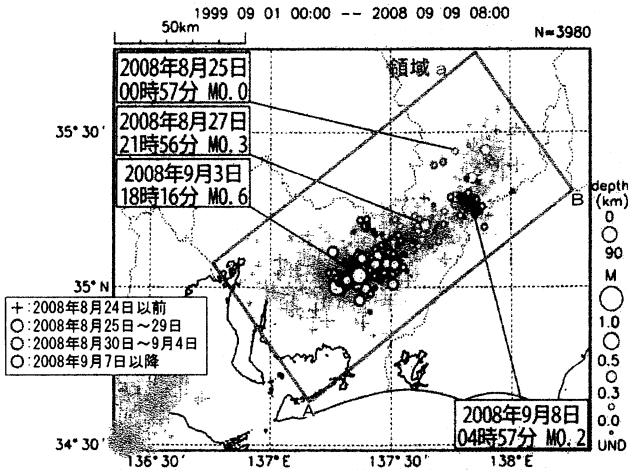 1999 09 01 00:00 -- 2008 09 09 08:00
50km
N=3980
領域a
2008年8月25日
00時57分 M0.0
2008年8月27日
21時56分 M0.3
2008年9月3日
18時16分 M0.6
35°30'
35°N
34°30'
B
A
+:2008年8月24日以前
○:2008年8月25日～29日
○:2008年8月30日～9月4日
○:2008年9月7日以降
2008年9月8日
04時57分 M0.2
136°30'
137°E
137°30'
138°E
depth
(km)
0
90
M
1.0
0.5
0.3
0.0
UND